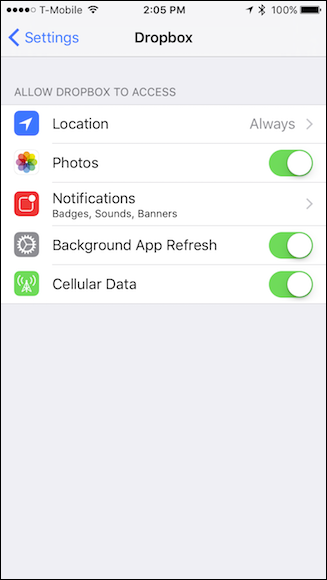 T-Mobile 2:05 PM 100%
Settings Dropbox
ALLOW DROPBOX TO ACCESS
Location Always
Photos
Notifications
Badges, Sounds, Banners
Background App Refresh
Cellular Data